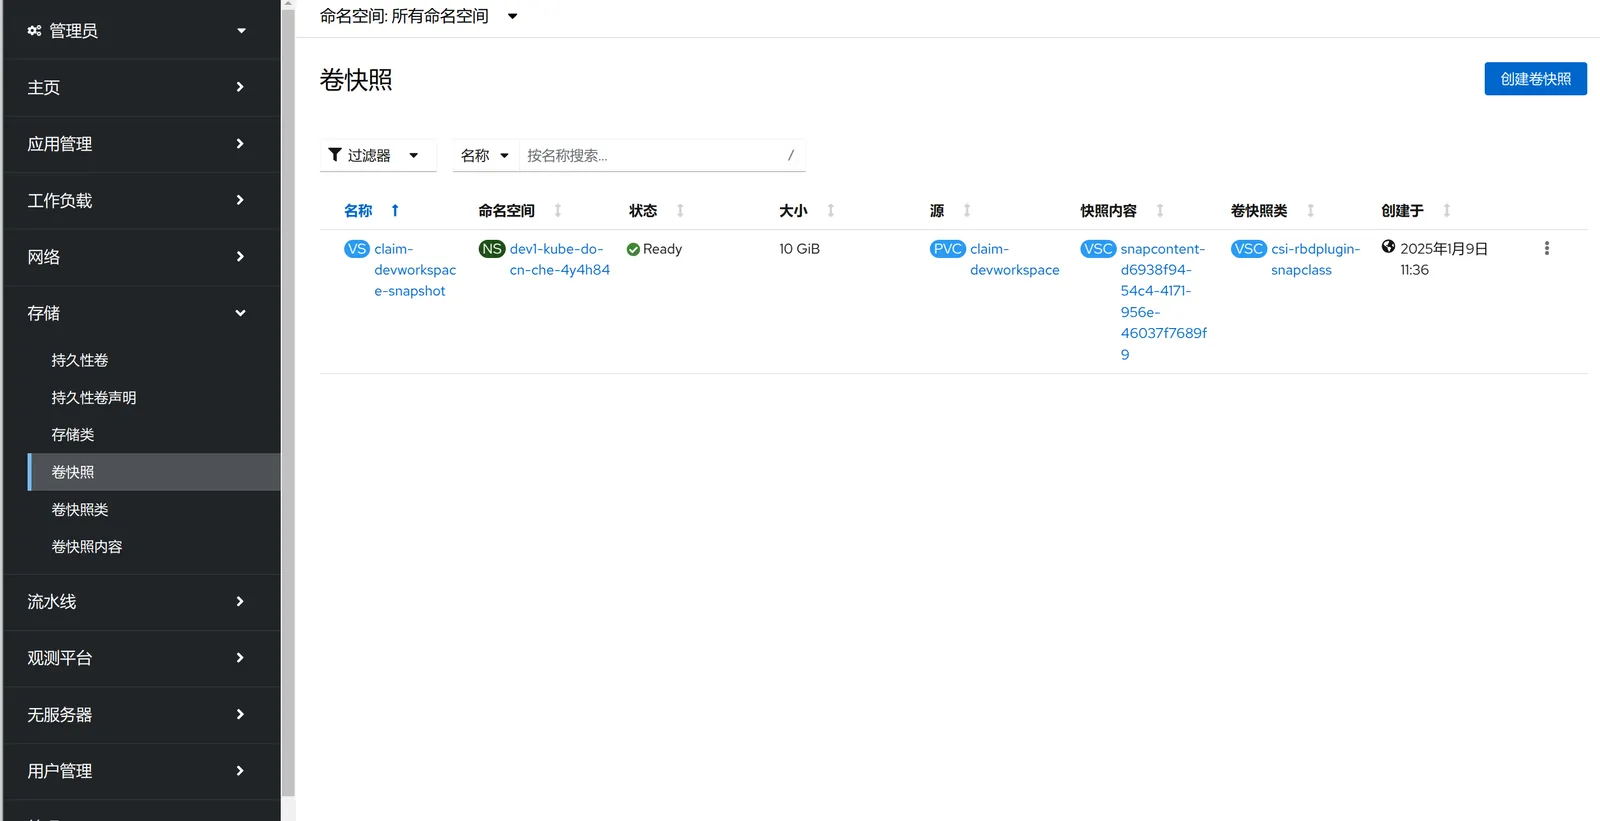 管理员
主页
应用管理
工作负载
网络
存储
持久性卷
持久性卷声明
存储类
卷快照
卷快照类
卷快照内容
流水线
观测平台
无服务器
用户管理
命名空间: 所有命名空间
卷快照
创建卷快照
过滤器
名称 按名称搜索... /
名称 命名空间 状态 大小 源 快照内容 卷快照类 创建于
VS claim-
devworkspac
e-snapshot
NS dev1-kube-do-
cn-che-4y4h84
Ready
10 GiB
PVC claim-
devworkspace
VSC snapcontent-
d6938f94-
54c4-4171-
956e-
46037f7689f
9
VSC csi-rbdplugin-
snapclass
2025年1月9日
11:36